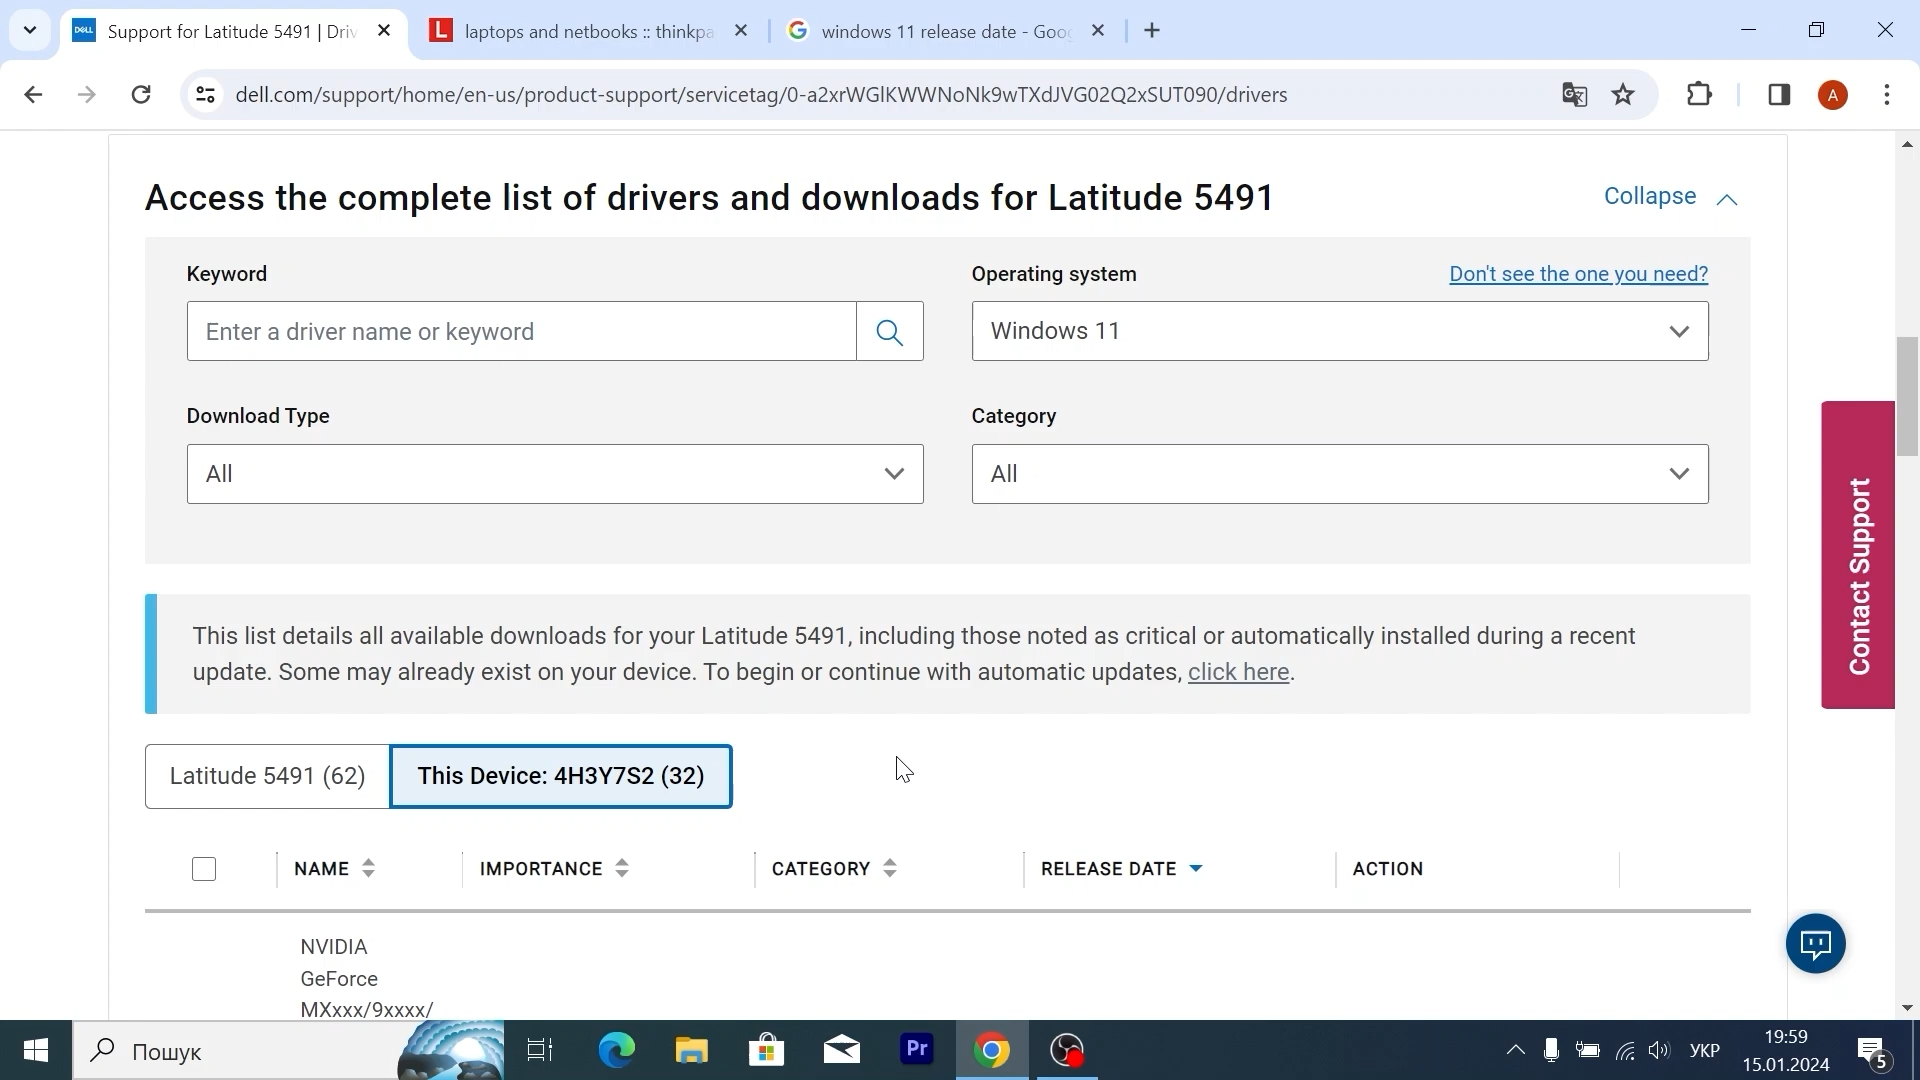 Support for Latitude 5491 | Driv
laptops and netbooks :: thinkpa
windows 11 release date - Goog
dell.com/support/home/en-us/product-support/servicetag/0-a2xrWGlKWWNoNk9wTXdJVG02Q2xSUT090/drivers
A
Access the complete list of drivers and downloads for Latitude 5491
Collapse
Keyword
Operating system
Don't see the one you need?
Enter a driver name or keyword
Windows 11
Download Type
Category
All
All
Contact Support
This list details all available downloads for your Latitude 5491, including those noted as critical or automatically installed during a recent
update. Some may already exist on your device. To begin or continue with automatic updates, click here.
Latitude 5491 (62)
This Device: 4H3Y7S2 (32)
NAME
IMPORTANCE
CATEGORY
RELEASE DATE
ACTION
NVIDIA
GeForce
MXxxx/9xxxx/
Пошук
Pr
УКР
19:59
15.01.2024
5